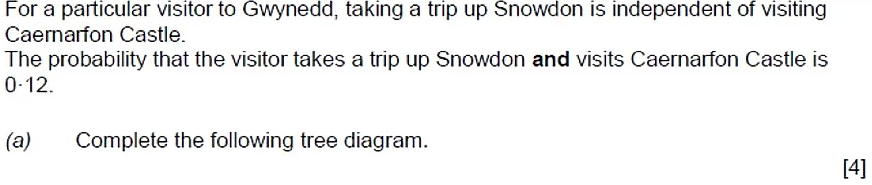 For a particular visitor to Gwynedd, taking a trip up Snowdon is independent of visiting
Caernarfon Castle.
The probability that the visitor takes a trip up Snowdon and visits Caernarfon Castle is
0·12.
(a) Complete the following tree diagram.
[4]